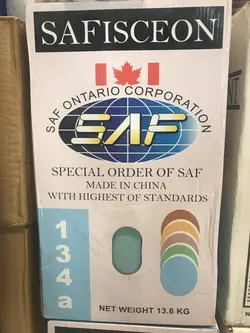 SAFISCEON
SAF ONTARIO CORPORATION
SAF
SPECIAL ORDER OF SAF
MADE IN CHINA
WITH HIGHEST OF STANDARDS
134a
NET WEIGHT 13.6 KG